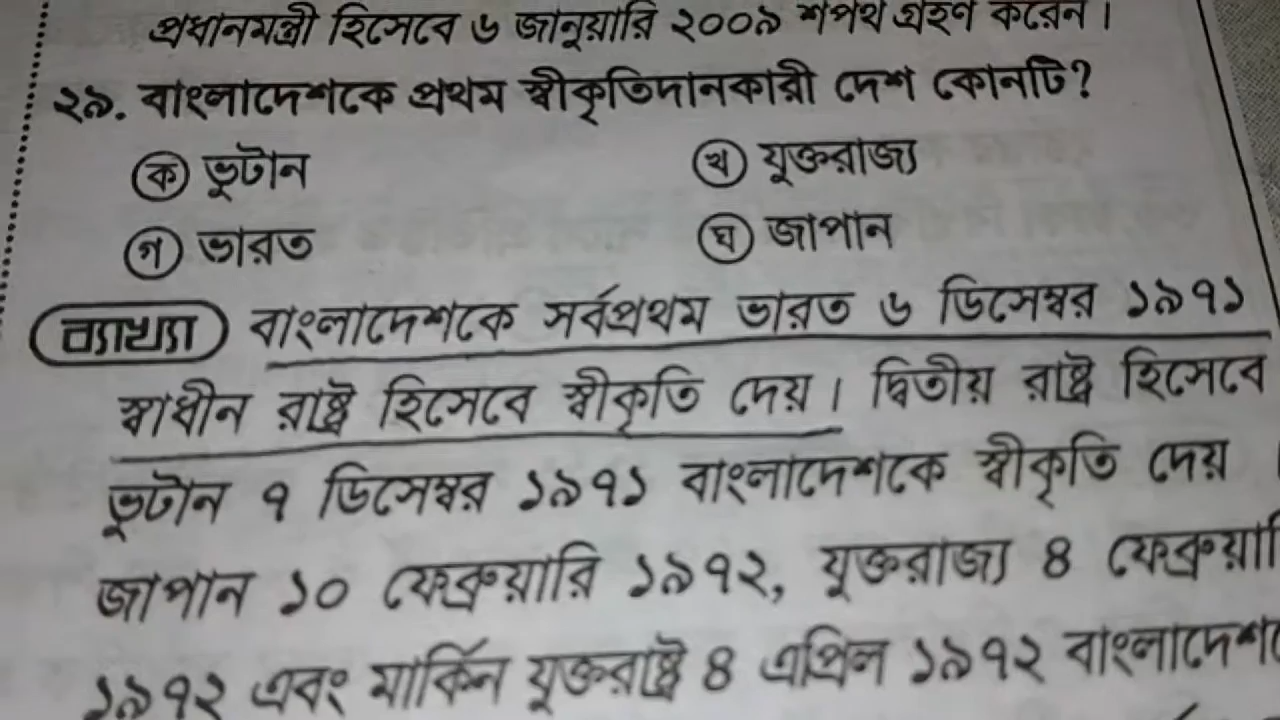 প্রধানমন্ত্রী হিসেবে ৬ জানুয়ারি ২০০৯ শপথ গ্রহণ করেন।
২৯. বাংলাদেশকে প্রথম স্বীকৃতিদানকারী দেশ কোনটি?
ক ভুটান খ যুক্তরাজ্য
গ ভারত ঘ জাপান
ব্যাখ্যা বাংলাদেশকে সর্বপ্রথম ভারত ৬ ডিসেম্বর ১৯৭১
স্বাধীন রাষ্ট্র হিসেবে স্বীকৃতি দেয়। দ্বিতীয় রাষ্ট্র হিসেবে
ভুটান ৭ ডিসেম্বর ১৯৭১ বাংলাদেশকে স্বীকৃতি দেয়।
জাপান ১০ ফেব্রুয়ারি ১৯৭২, যুক্তরাজ্য ৪ ফেব্রুয়ারি
১৯৭২ এবং মার্কিন যুক্তরাষ্ট্র ৪ এপ্রিল ১৯৭২